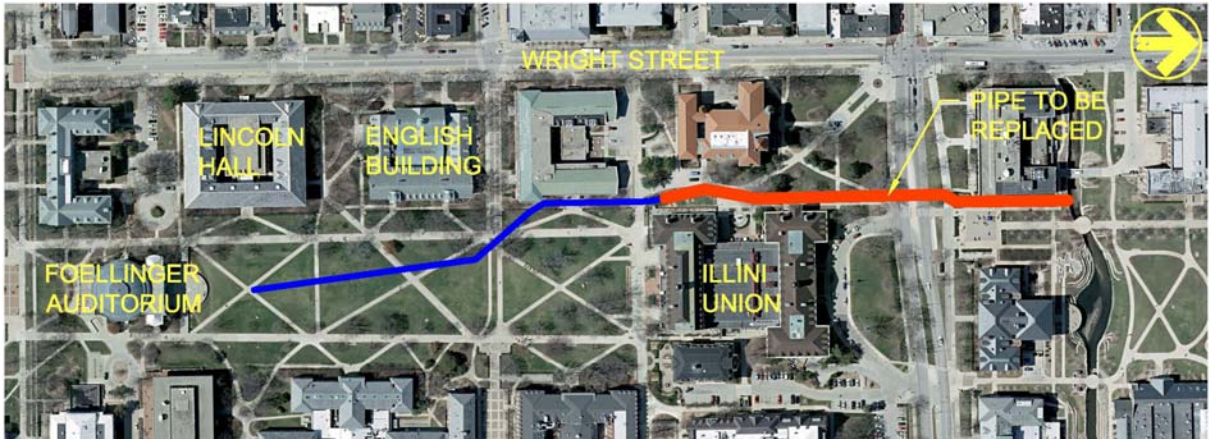 WRIGHT STREET
PIPE TO BE
REPLACED
LINCOLN
HALL
ENGLISH
BUILDING
FOELLINGER
AUDITORIUM
ILLINI
UNION